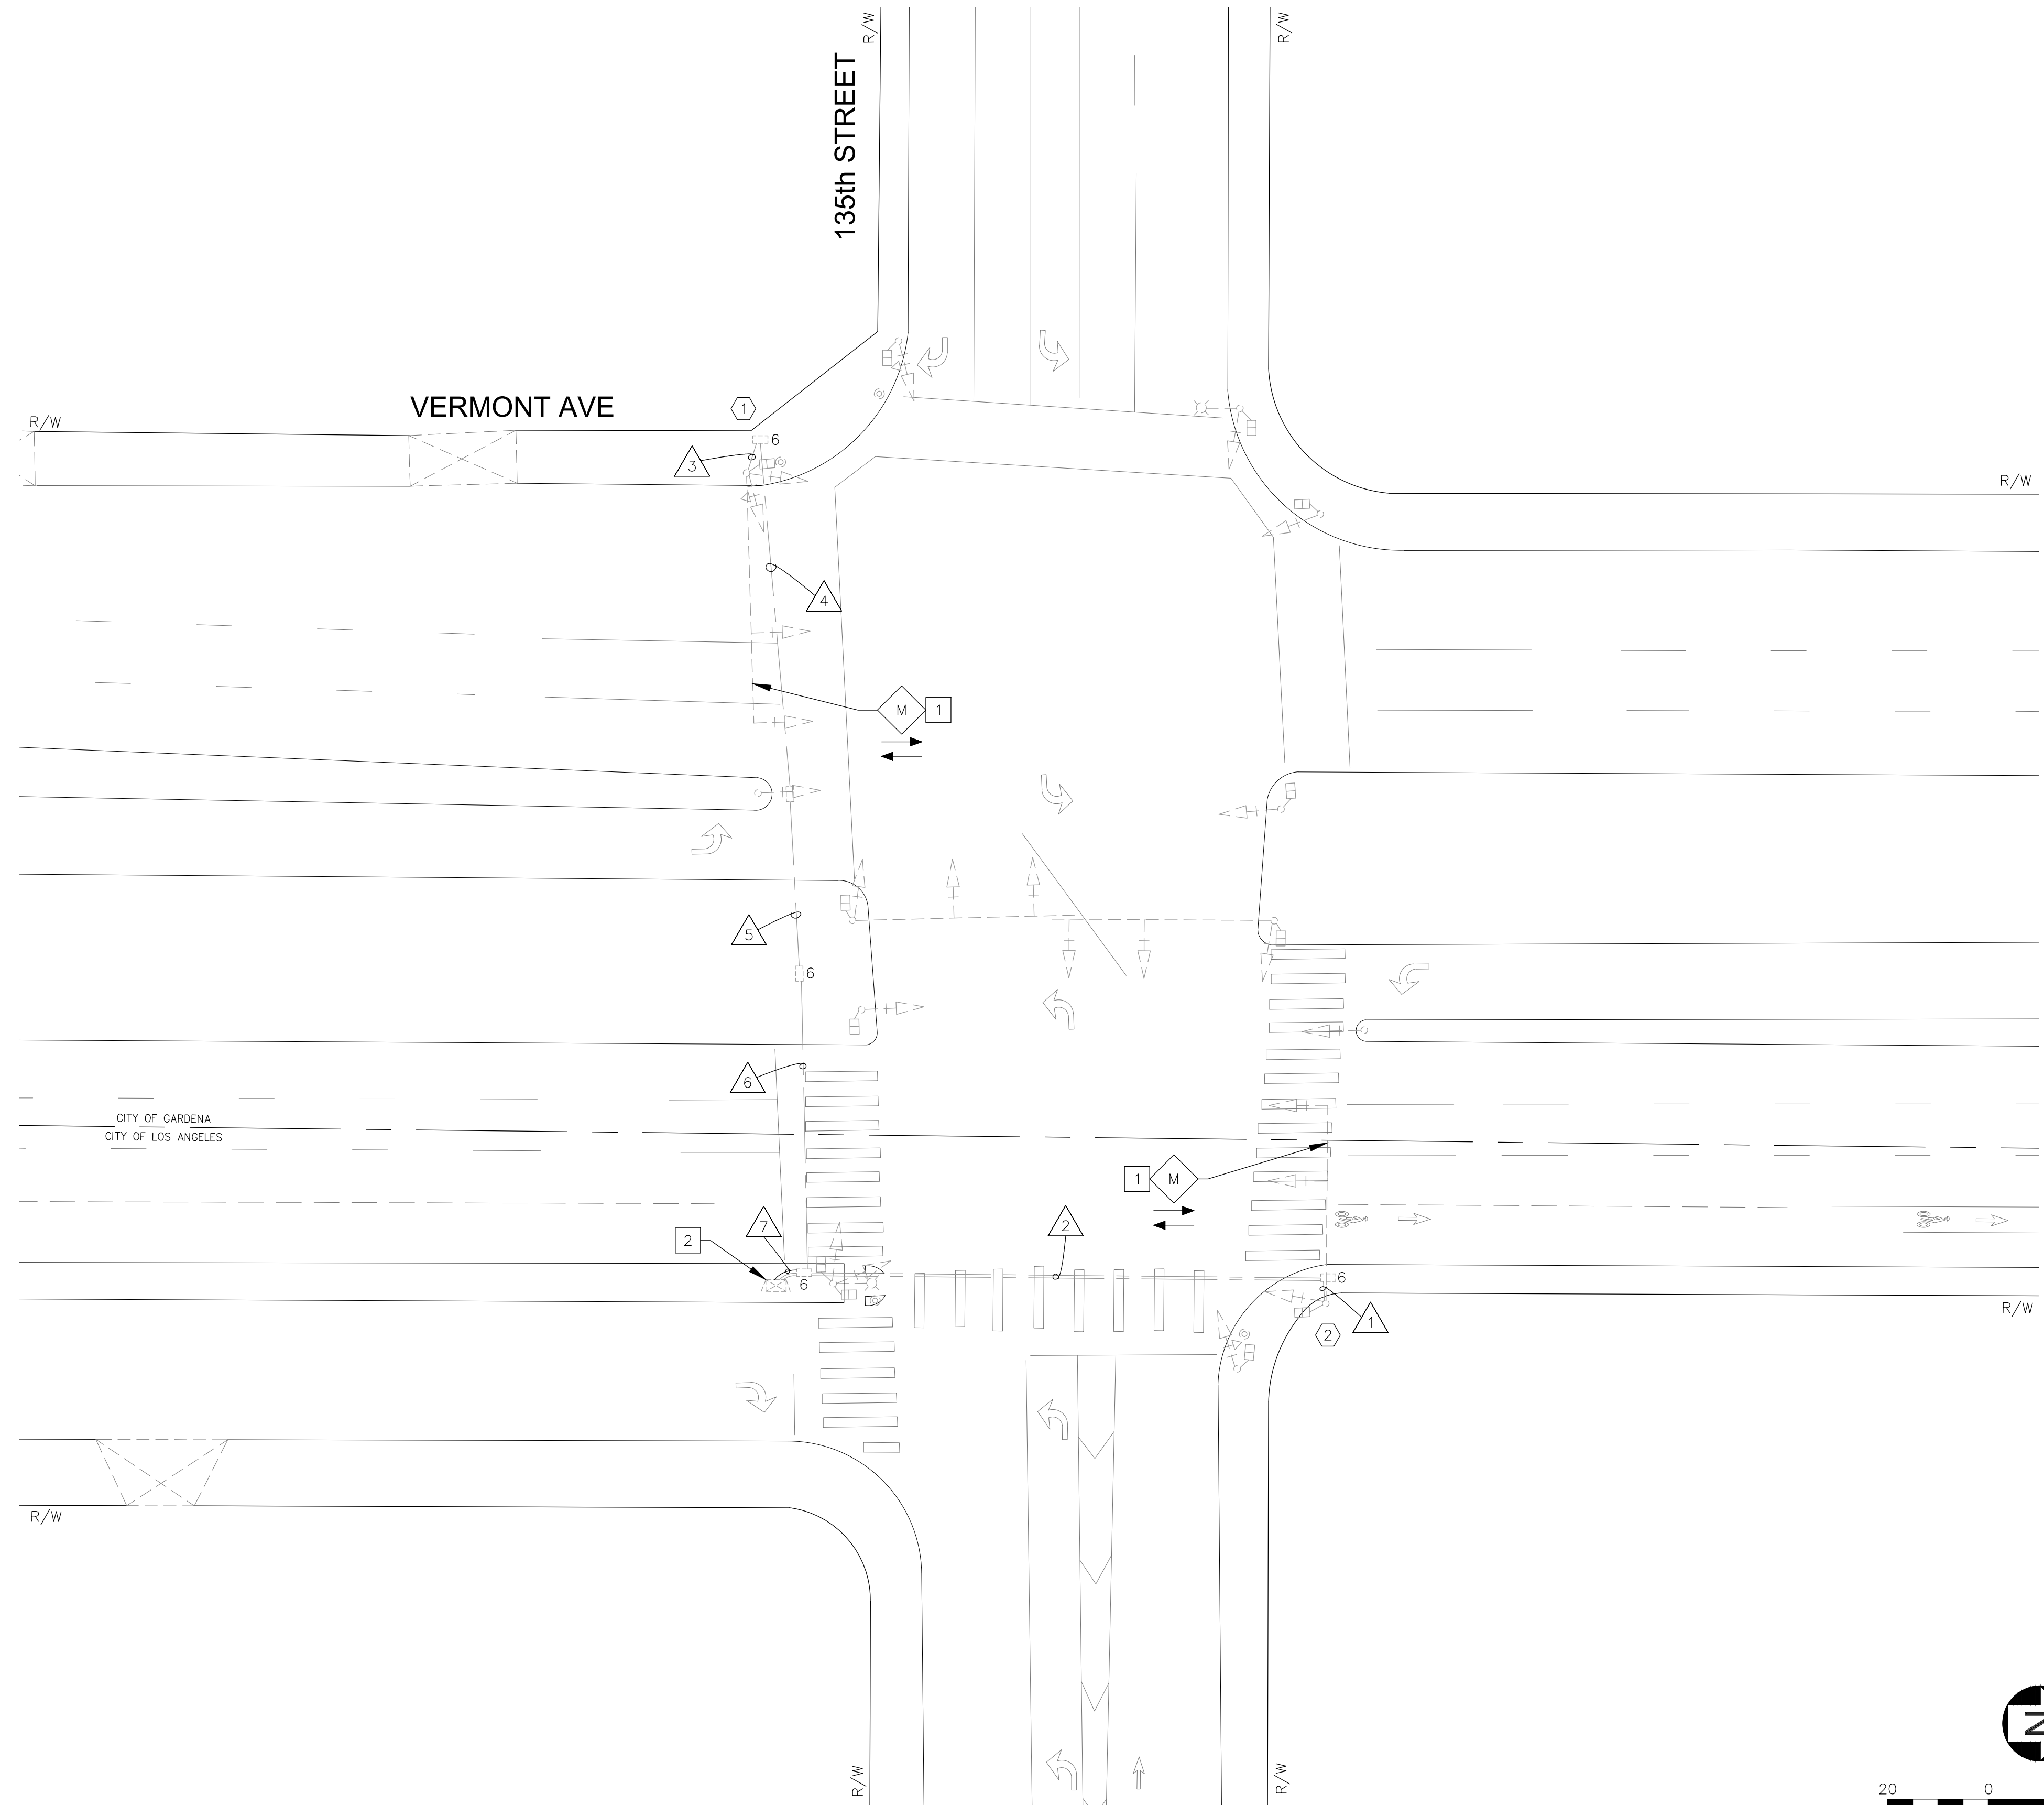 R/W
R/W
135th STREET
VERMONT AVE
1
R/W
6
3
R/W
4
M
1
5
6
6
CITY OF GARDENA
CITY OF LOS ANGELES
1
M
2
7
2
6
6
1
2
R/W
R/W
N
R/W
R/W
20
0